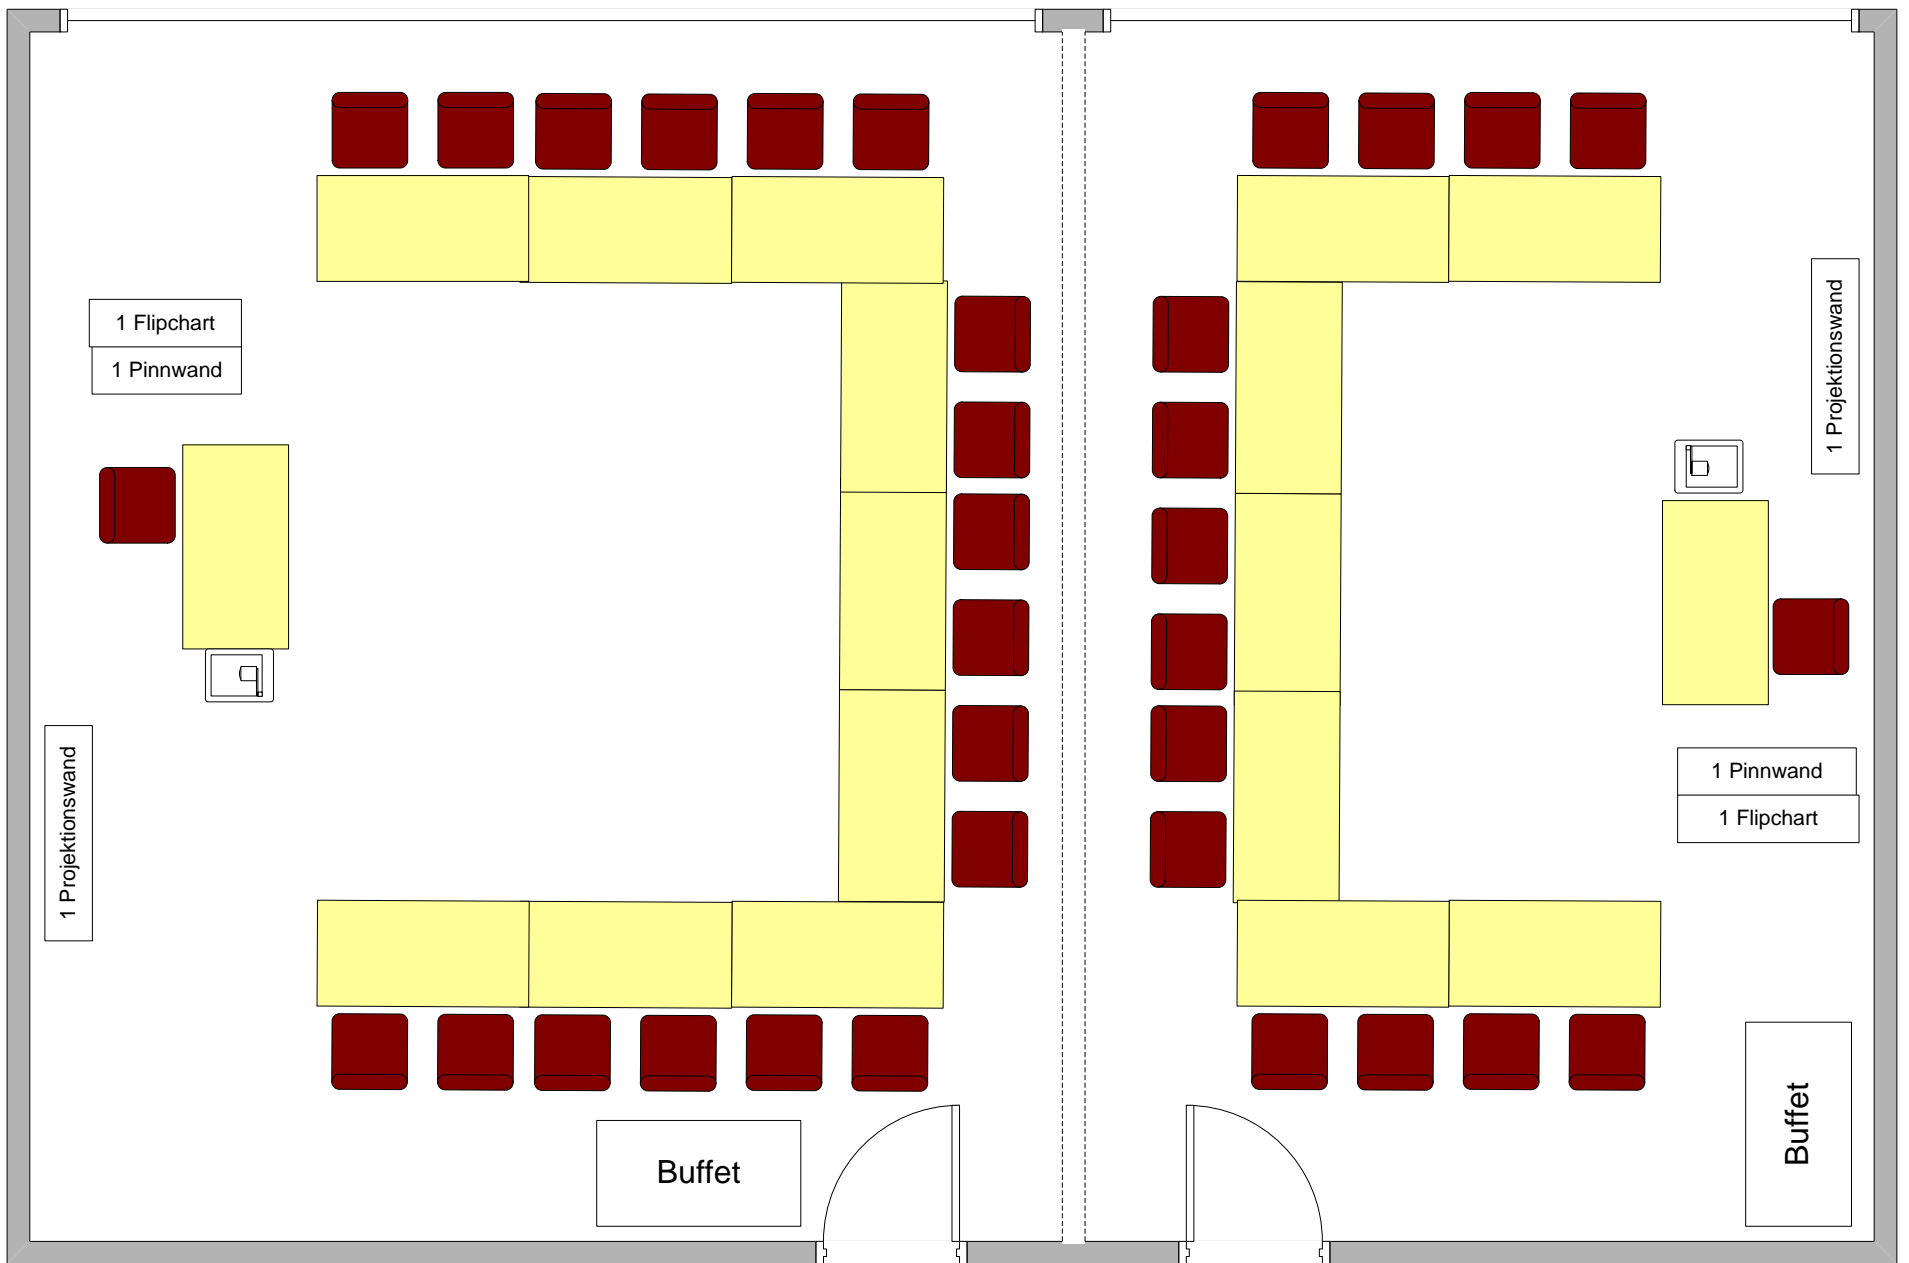 1 Flipchart
1 Pinnwand
1 Projektionswand
Buffet
1 Projektionswand
1 Pinnwand
1 Flipchart
Buffet